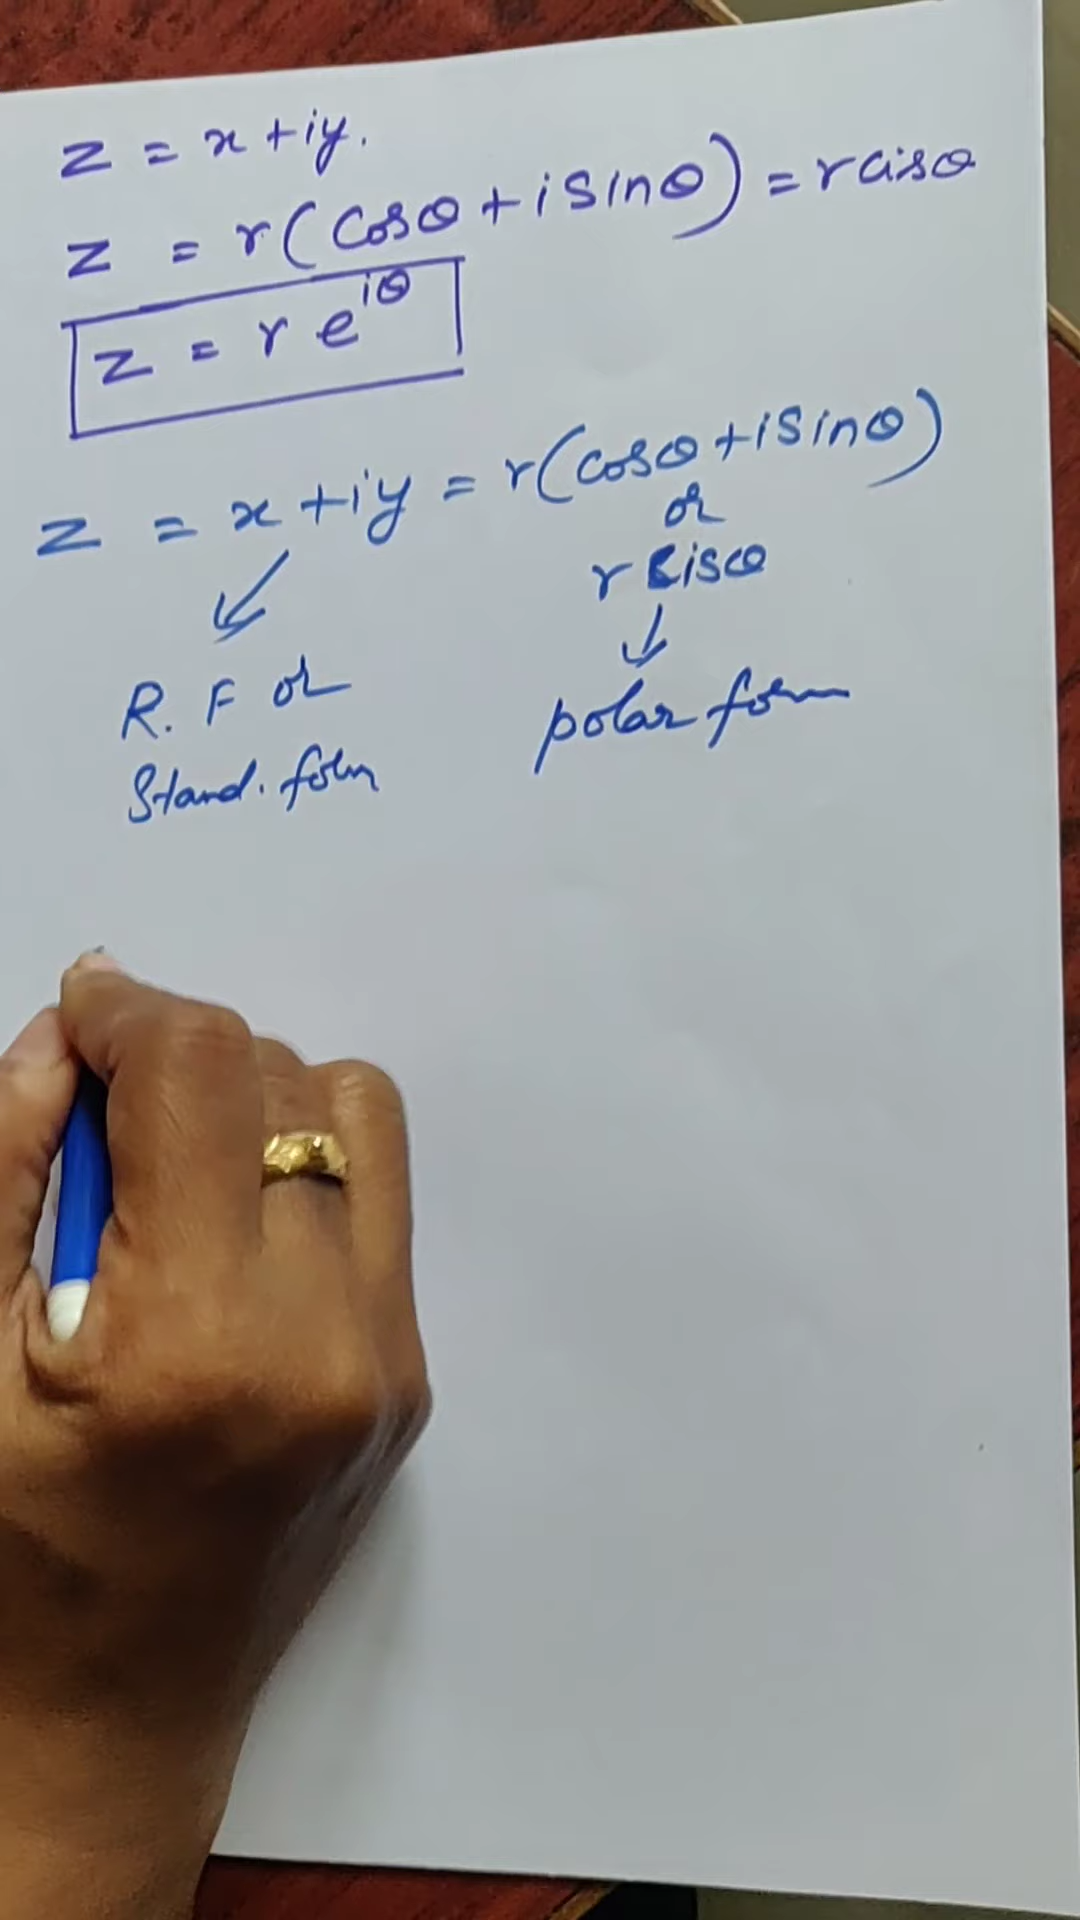 z = x + iy.
z = r(cosθ + i sinθ) = r cisθ
z = r e^{iθ}
z = x + iy = r(cosθ + i sinθ)
or
r cisθ
R. F or
Stand. form
polar form